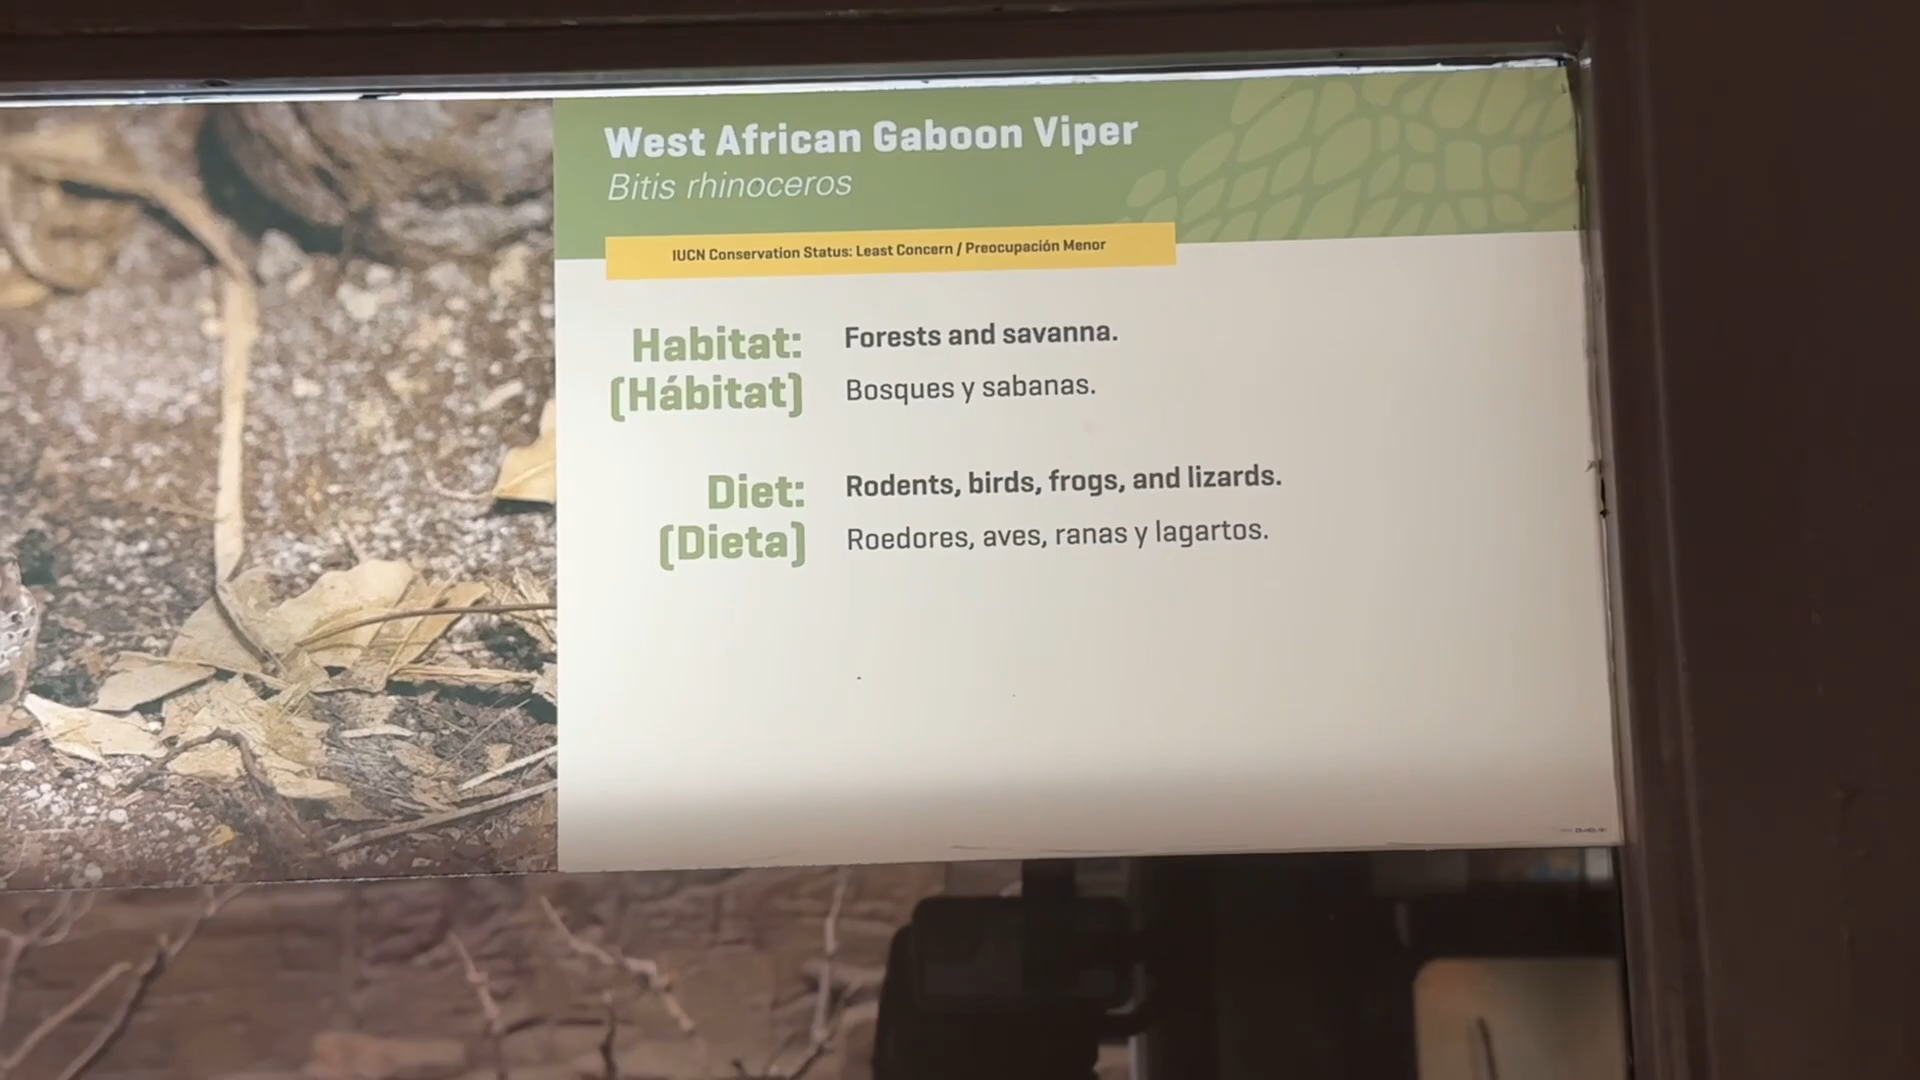 West African Gaboon Viper
Bitis rhinoceros
IUCN Conservation Status: Least Concern / Preocupación Menor
Habitat: Forests and savanna.
(Hábitat) Bosques y sabanas.
Diet: Rodents, birds, frogs, and lizards.
(Dieta) Roedores, aves, ranas y lagartos.